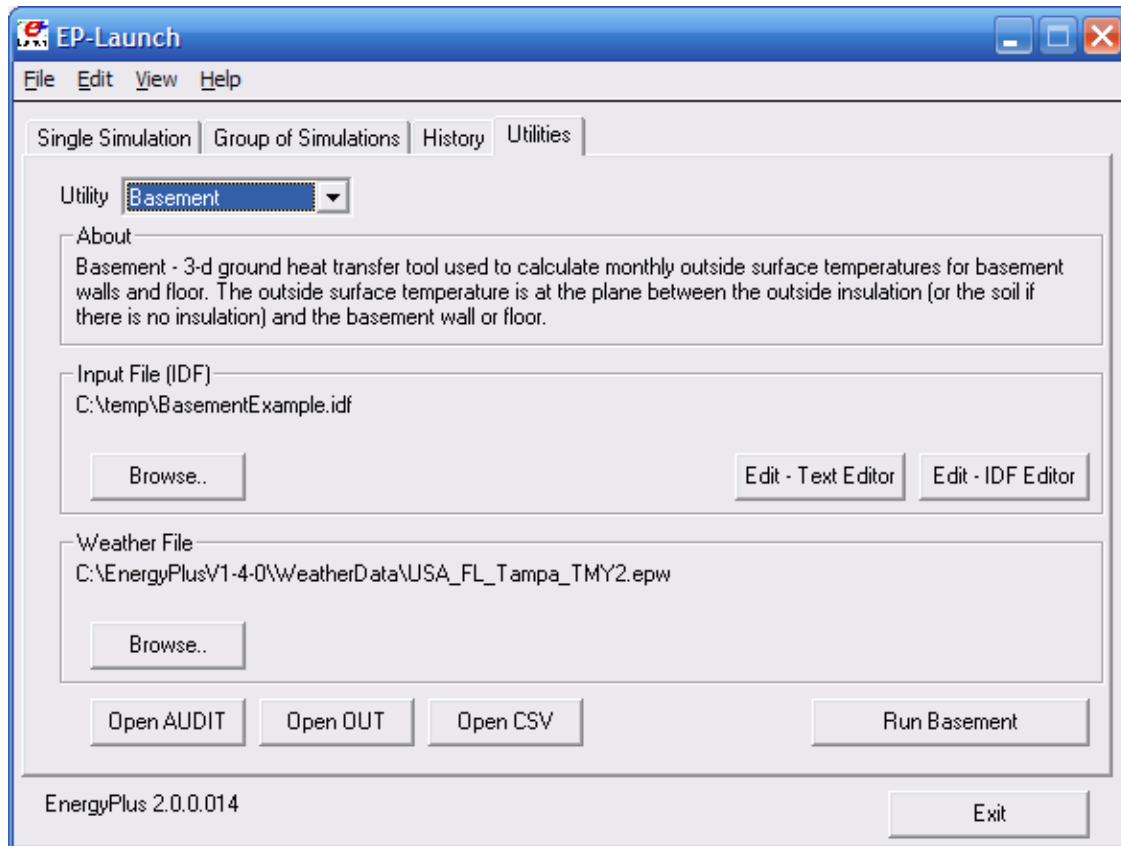 EP-Launch
File Edit View Help
Single Simulation Group of Simulations History Utilities
Utility Basement
About
Basement - 3-d ground heat transfer tool used to calculate monthly outside surface temperatures for basement
walls and floor. The outside surface temperature is at the plane between the outside insulation (or the soil if
there is no insulation) and the basement wall or floor.
Input File (IDF)
C:\temp\BasementExample.idf
Browse.. Edit - Text Editor Edit - IDF Editor
Weather File
C:\EnergyPlusV1-4-0\WeatherData\USA_FL_Tampa_TMY2.epw
Browse..
Open AUDIT Open OUT Open CSV Run Basement
EnergyPlus 2.0.0.014 Exit